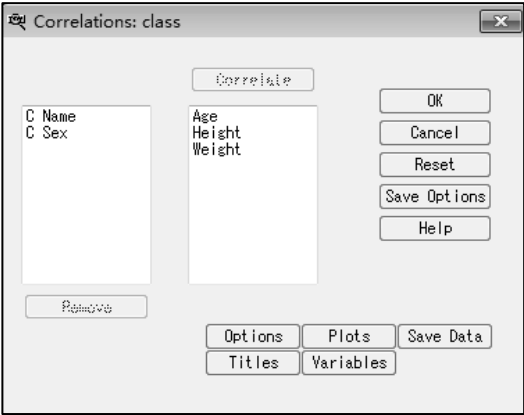 Correlations: class
Correlate
C Name
C Sex
Age
Height
Weight
OK
Cancel
Reset
Save Options
Help
Remove
Options
Plots
Save Data
Titles
Variables